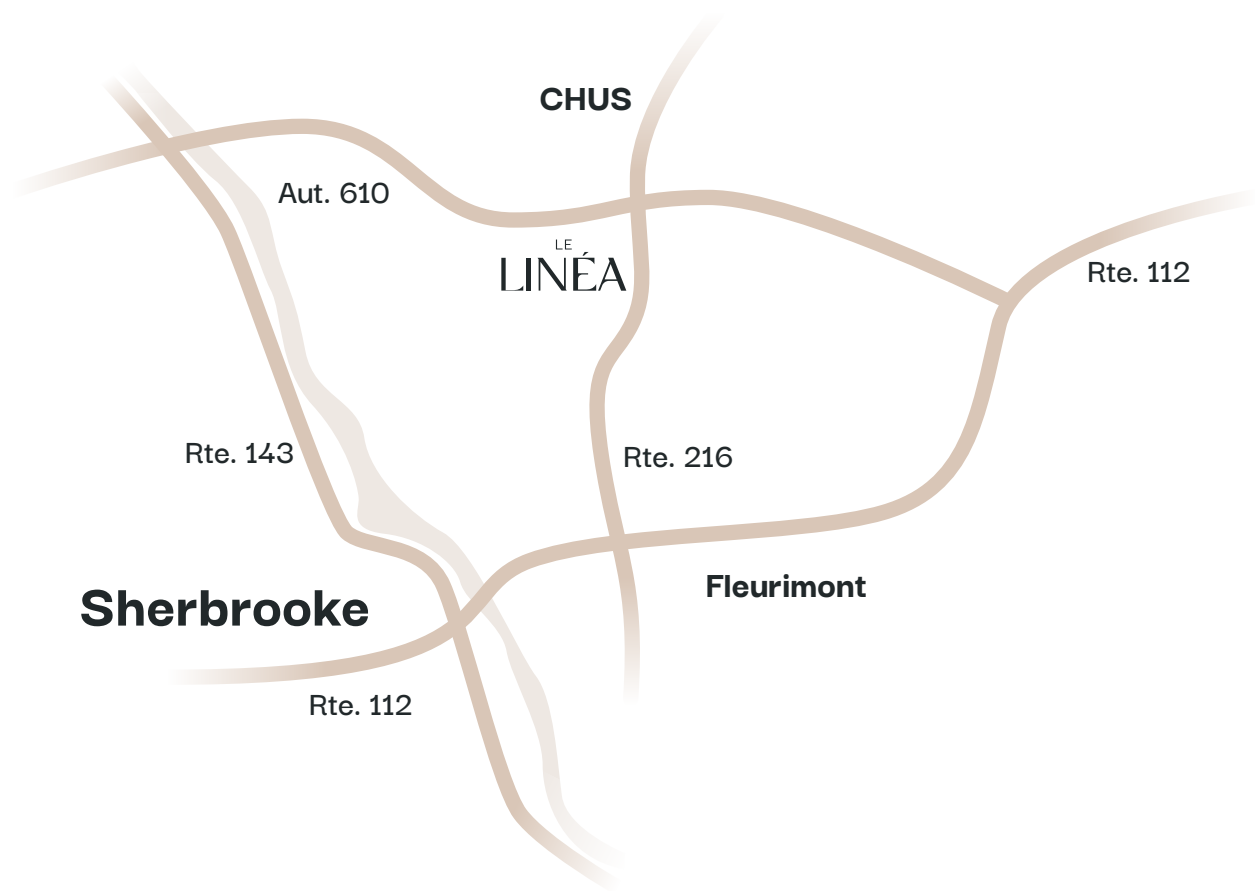 CHUS
Aut. 610
LE
LINÉA
Rte. 112
Rte. 143
Rte. 216
Fleurimont
Sherbrooke
Rte. 112